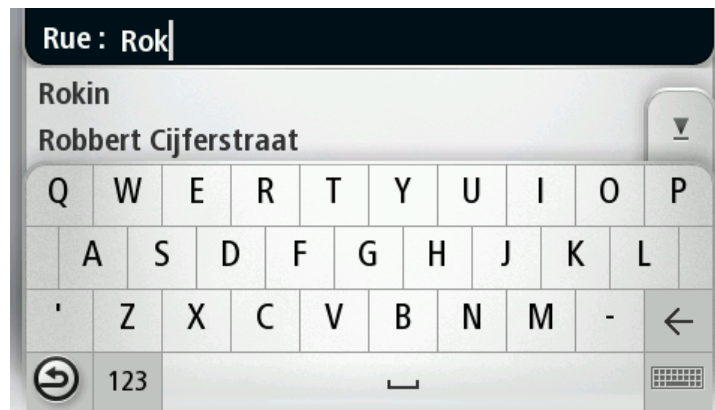 Rue : Rok
Rokin
Robbert Cijferstraat
Q W E R T Y U I O P
A S D F G H J K L
' Z X C V B N M -
123